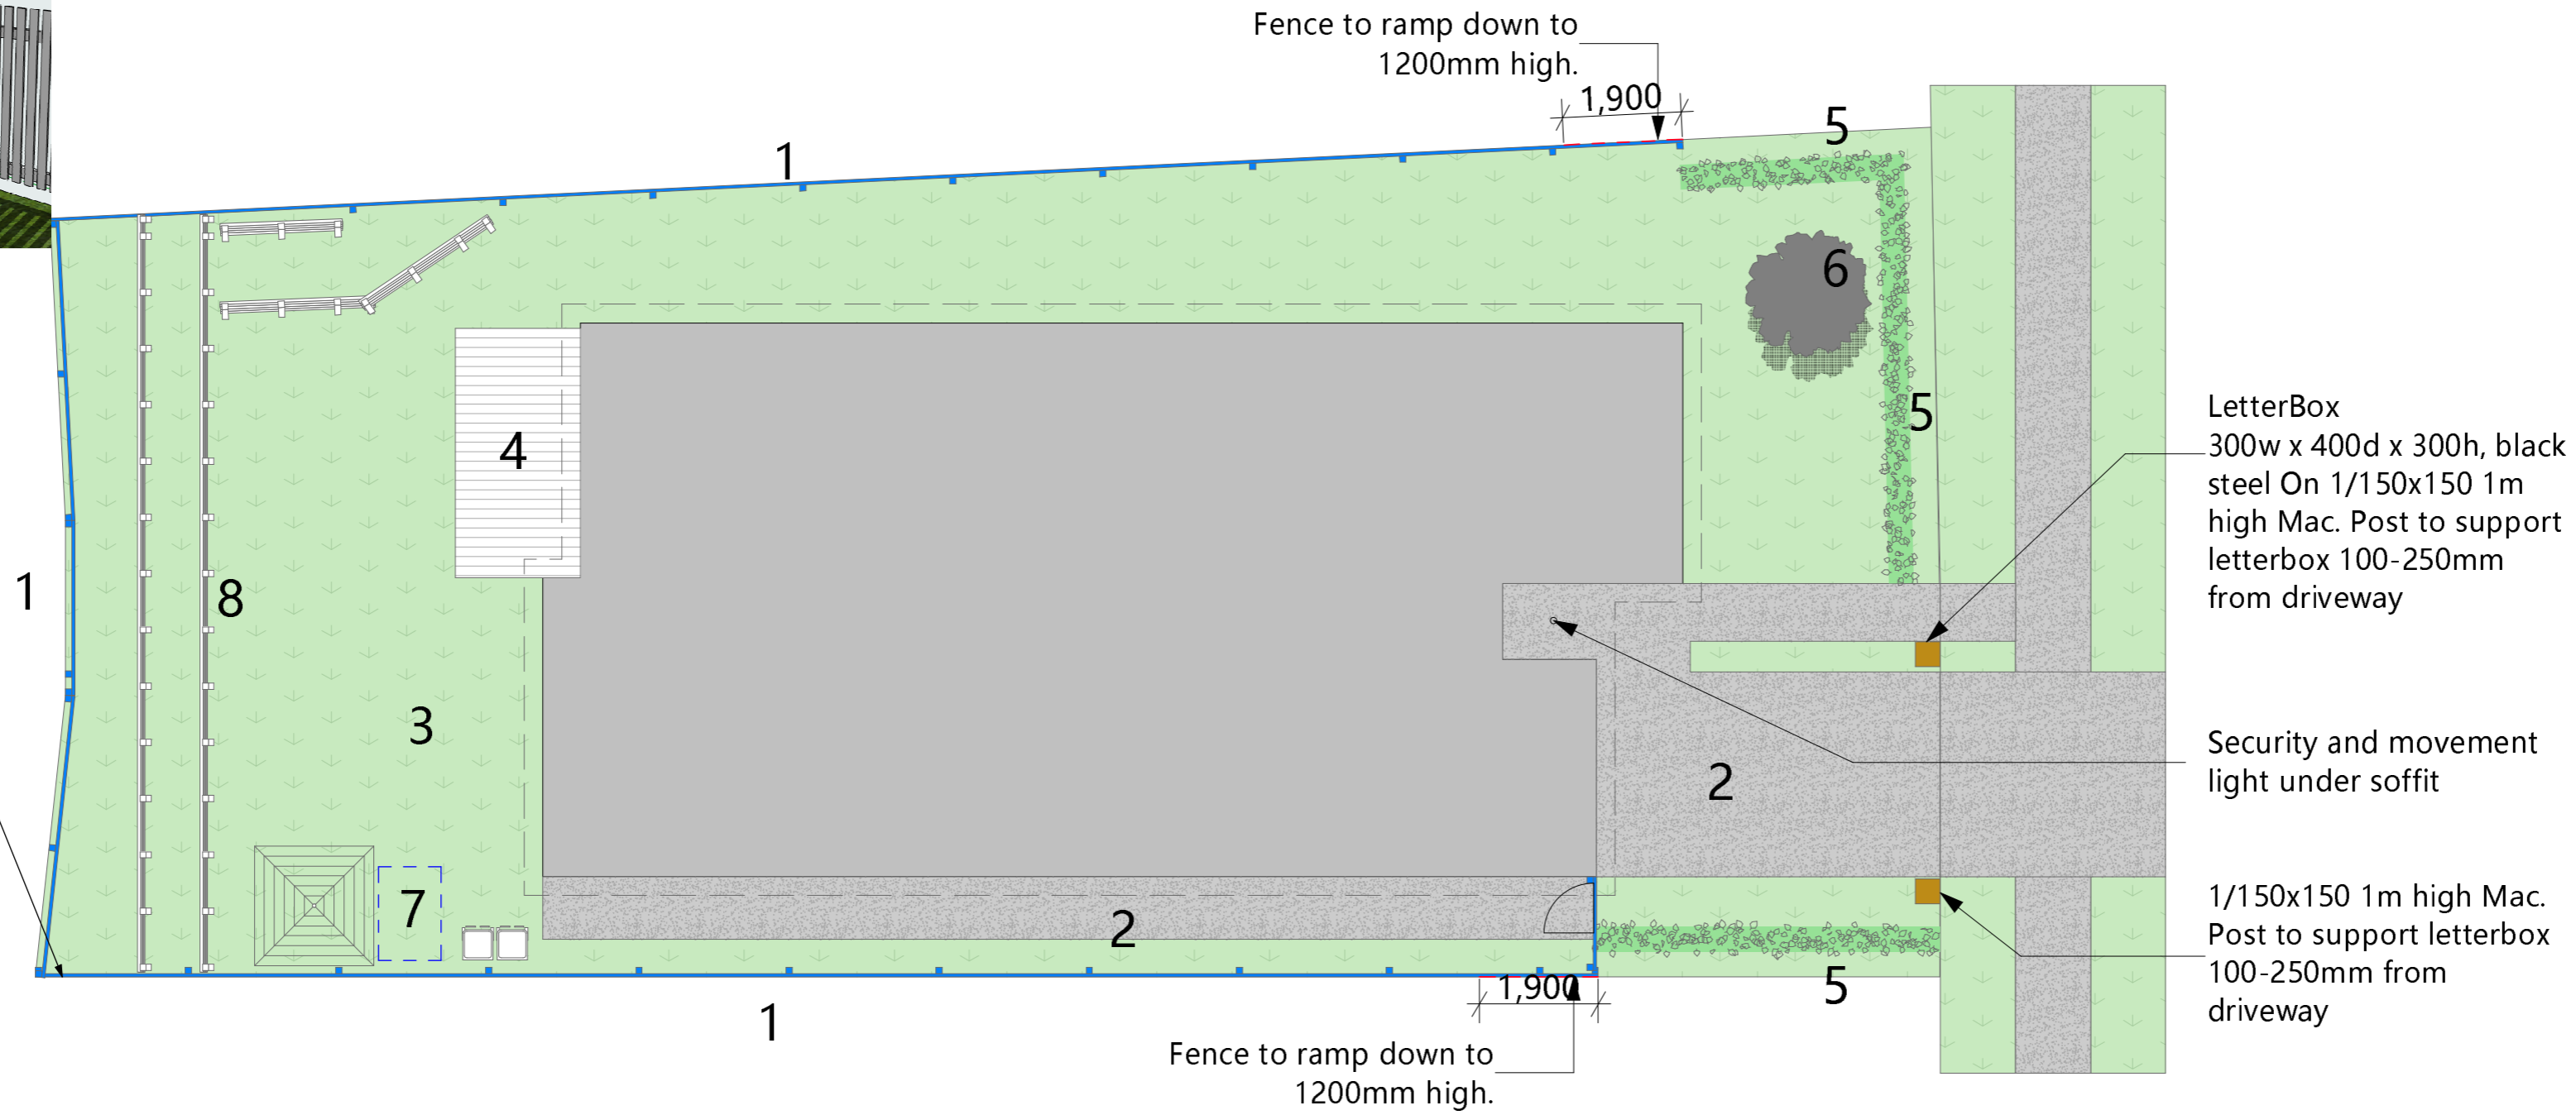 Fence to ramp down to
1200mm high.
1,900
5
1
6
5
LetterBox
300w x 400d x 300h, black
steel On 1/150x150 1m
high Mac. Post to support
letterbox 100-250mm
from driveway
4
1
8
3
2
Security and movement
light under soffit
7
2
1/150x150 1m high Mac.
Post to support letterbox
100-250mm from
driveway
5
1,900
1
Fence to ramp down to
1200mm high.